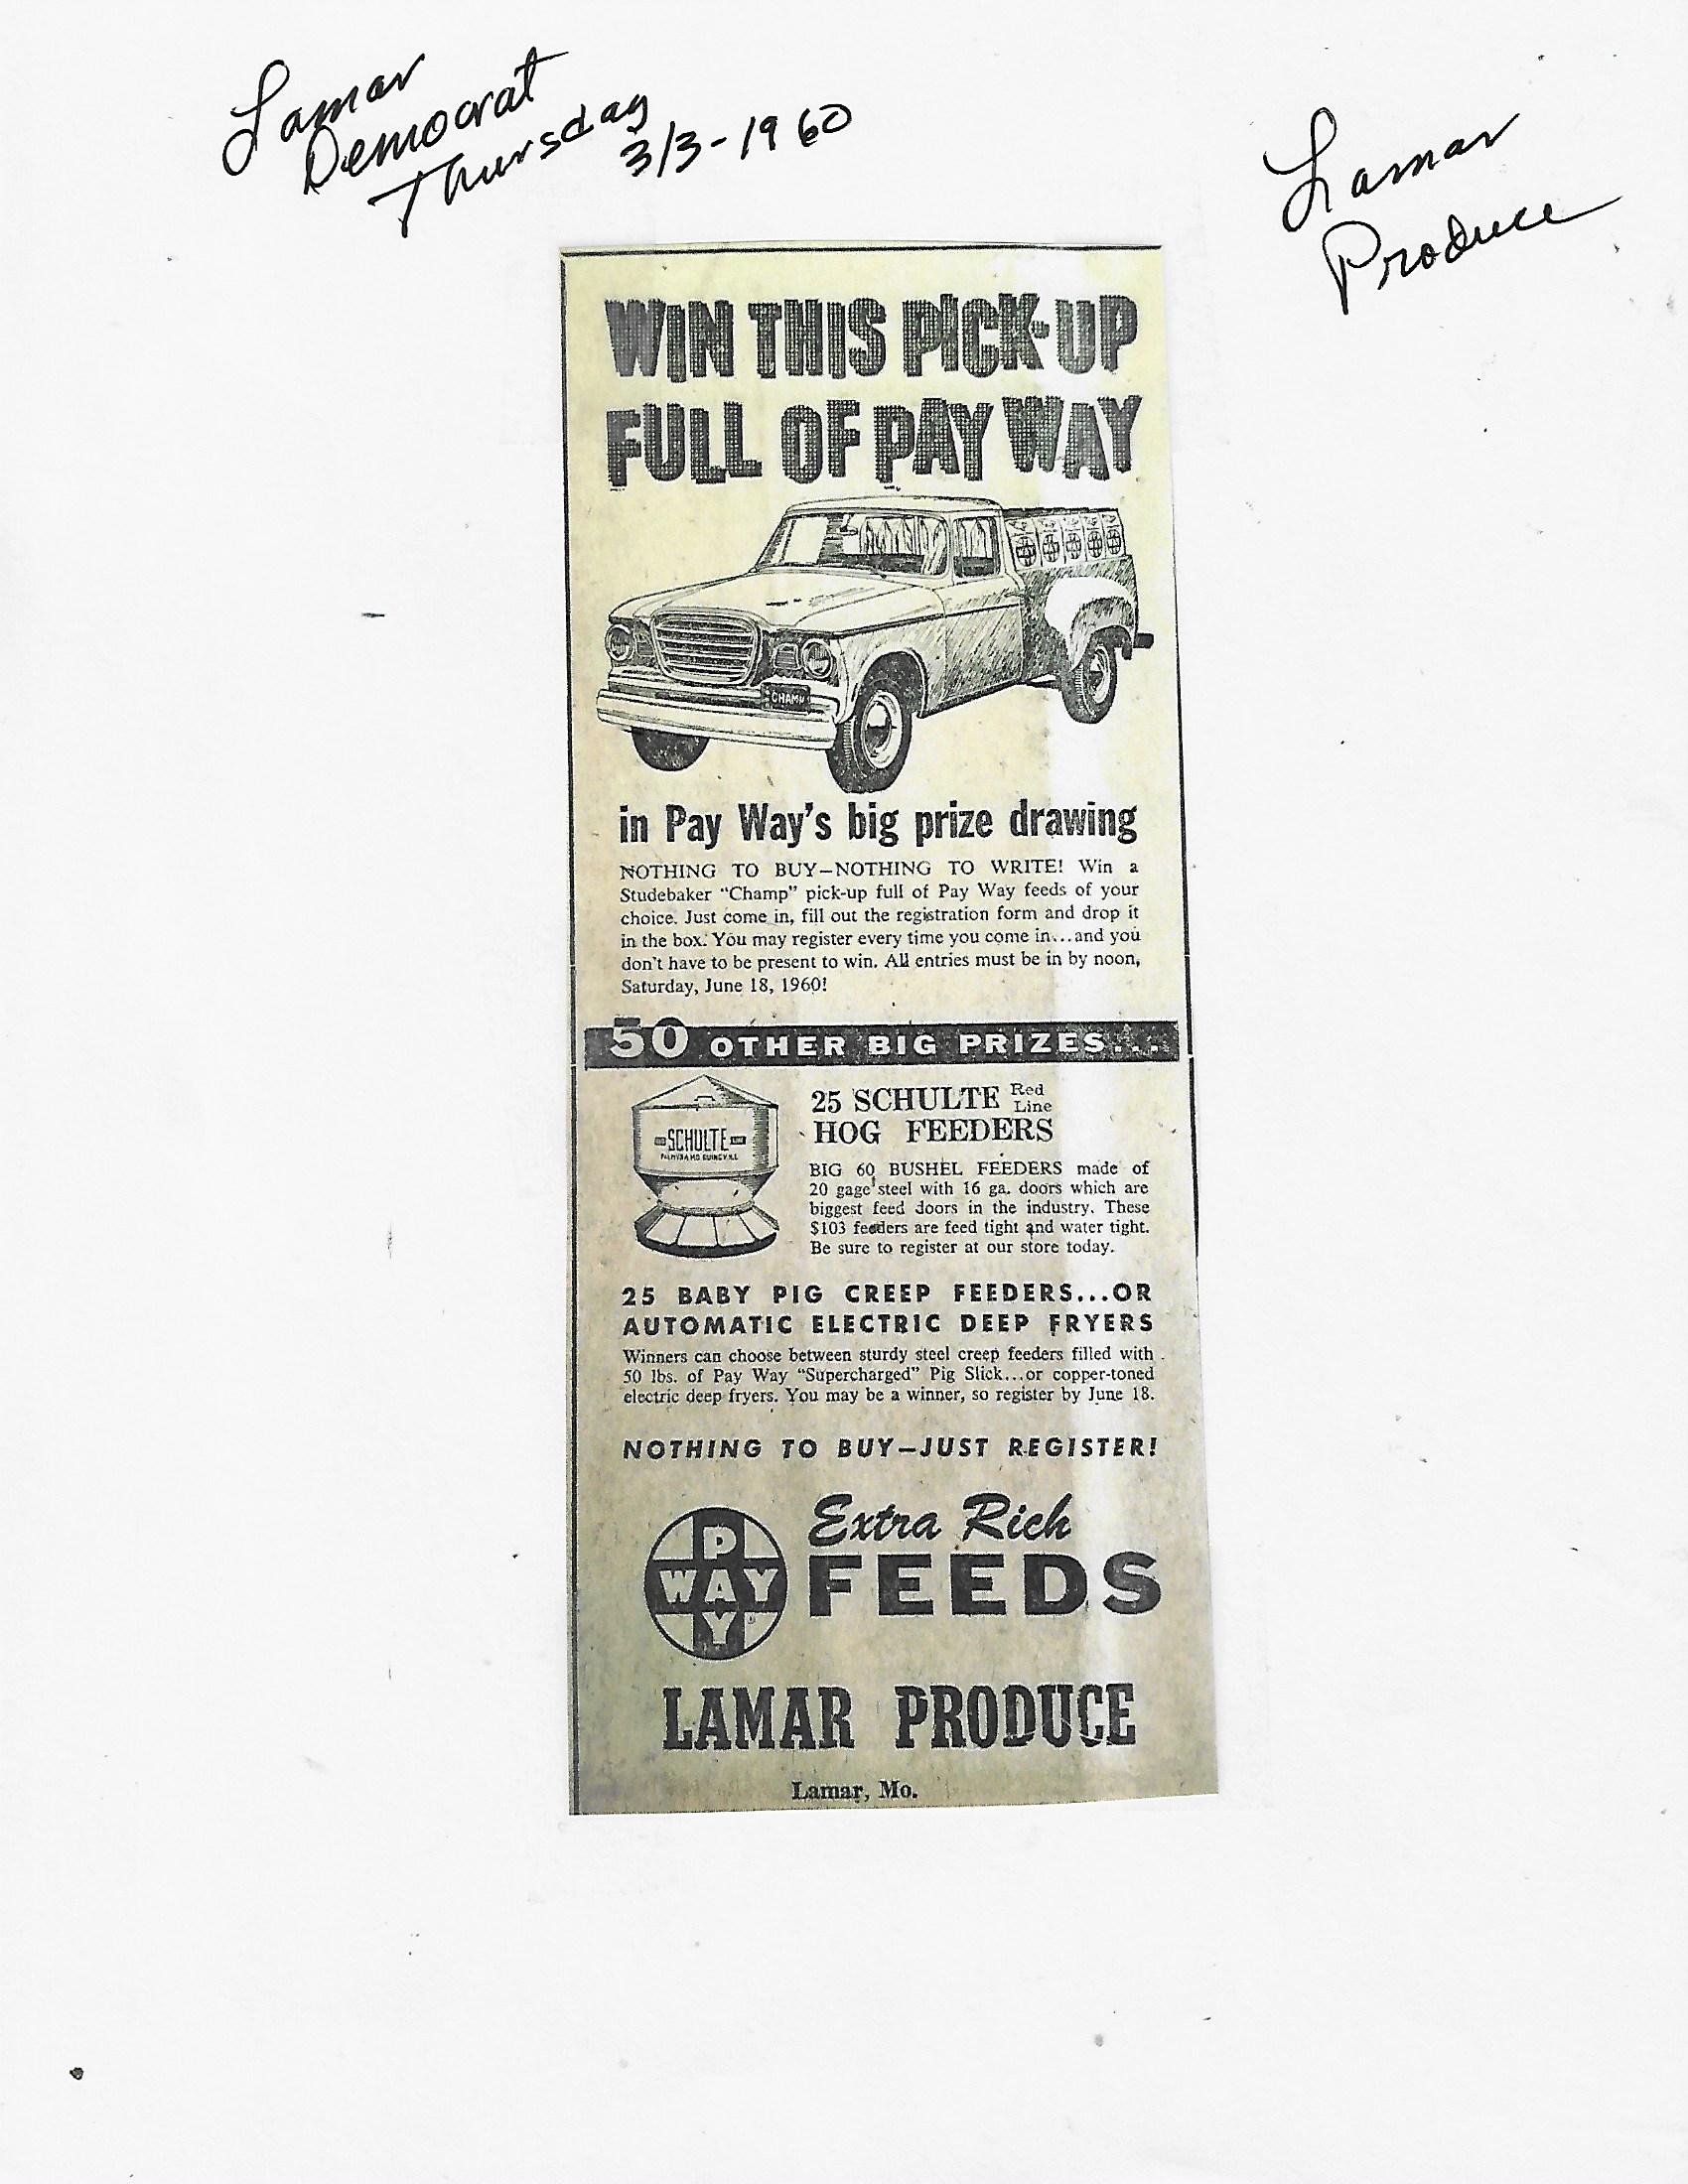 Lamar
Democrat
Thursday
3/3-1960
Lamar
Produce
WIN THIS PICK-UP
FULL OF PAY WAY
CHAMP
in Pay Way's big prize drawing
NOTHING TO BUY—NOTHING TO WRITE! Win a
Studebaker "Champ" pick-up full of Pay Way feeds of your
choice. Just come in, fill out the registration form and drop it
in the box. You may register every time you come in...and you
don't have to be present to win. All entries must be in by noon,
Saturday, June 18, 1960!
50 OTHER BIG PRIZES...
SCHULTE
PALMYRA MO. QUINCY ILL.
25 SCHULTE Red Line
HOG FEEDERS
BIG 60 BUSHEL FEEDERS made of
20 gage steel with 16 ga. doors which are
biggest feed doors in the industry. These
$103 feeders are feed tight and water tight.
Be sure to register at our store today.
25 BABY PIG CREEP FEEDERS...OR
AUTOMATIC ELECTRIC DEEP FRYERS
Winners can choose between sturdy steel creep feeders filled with
50 lbs. of Pay Way "Supercharged" Pig Slick...or copper-toned
electric deep fryers. You may be a winner, so register by June 18.
NOTHING TO BUY—JUST REGISTER!
PAY WAY ®
Extra Rich
FEEDS
LAMAR PRODUCE
Lamar, Mo.